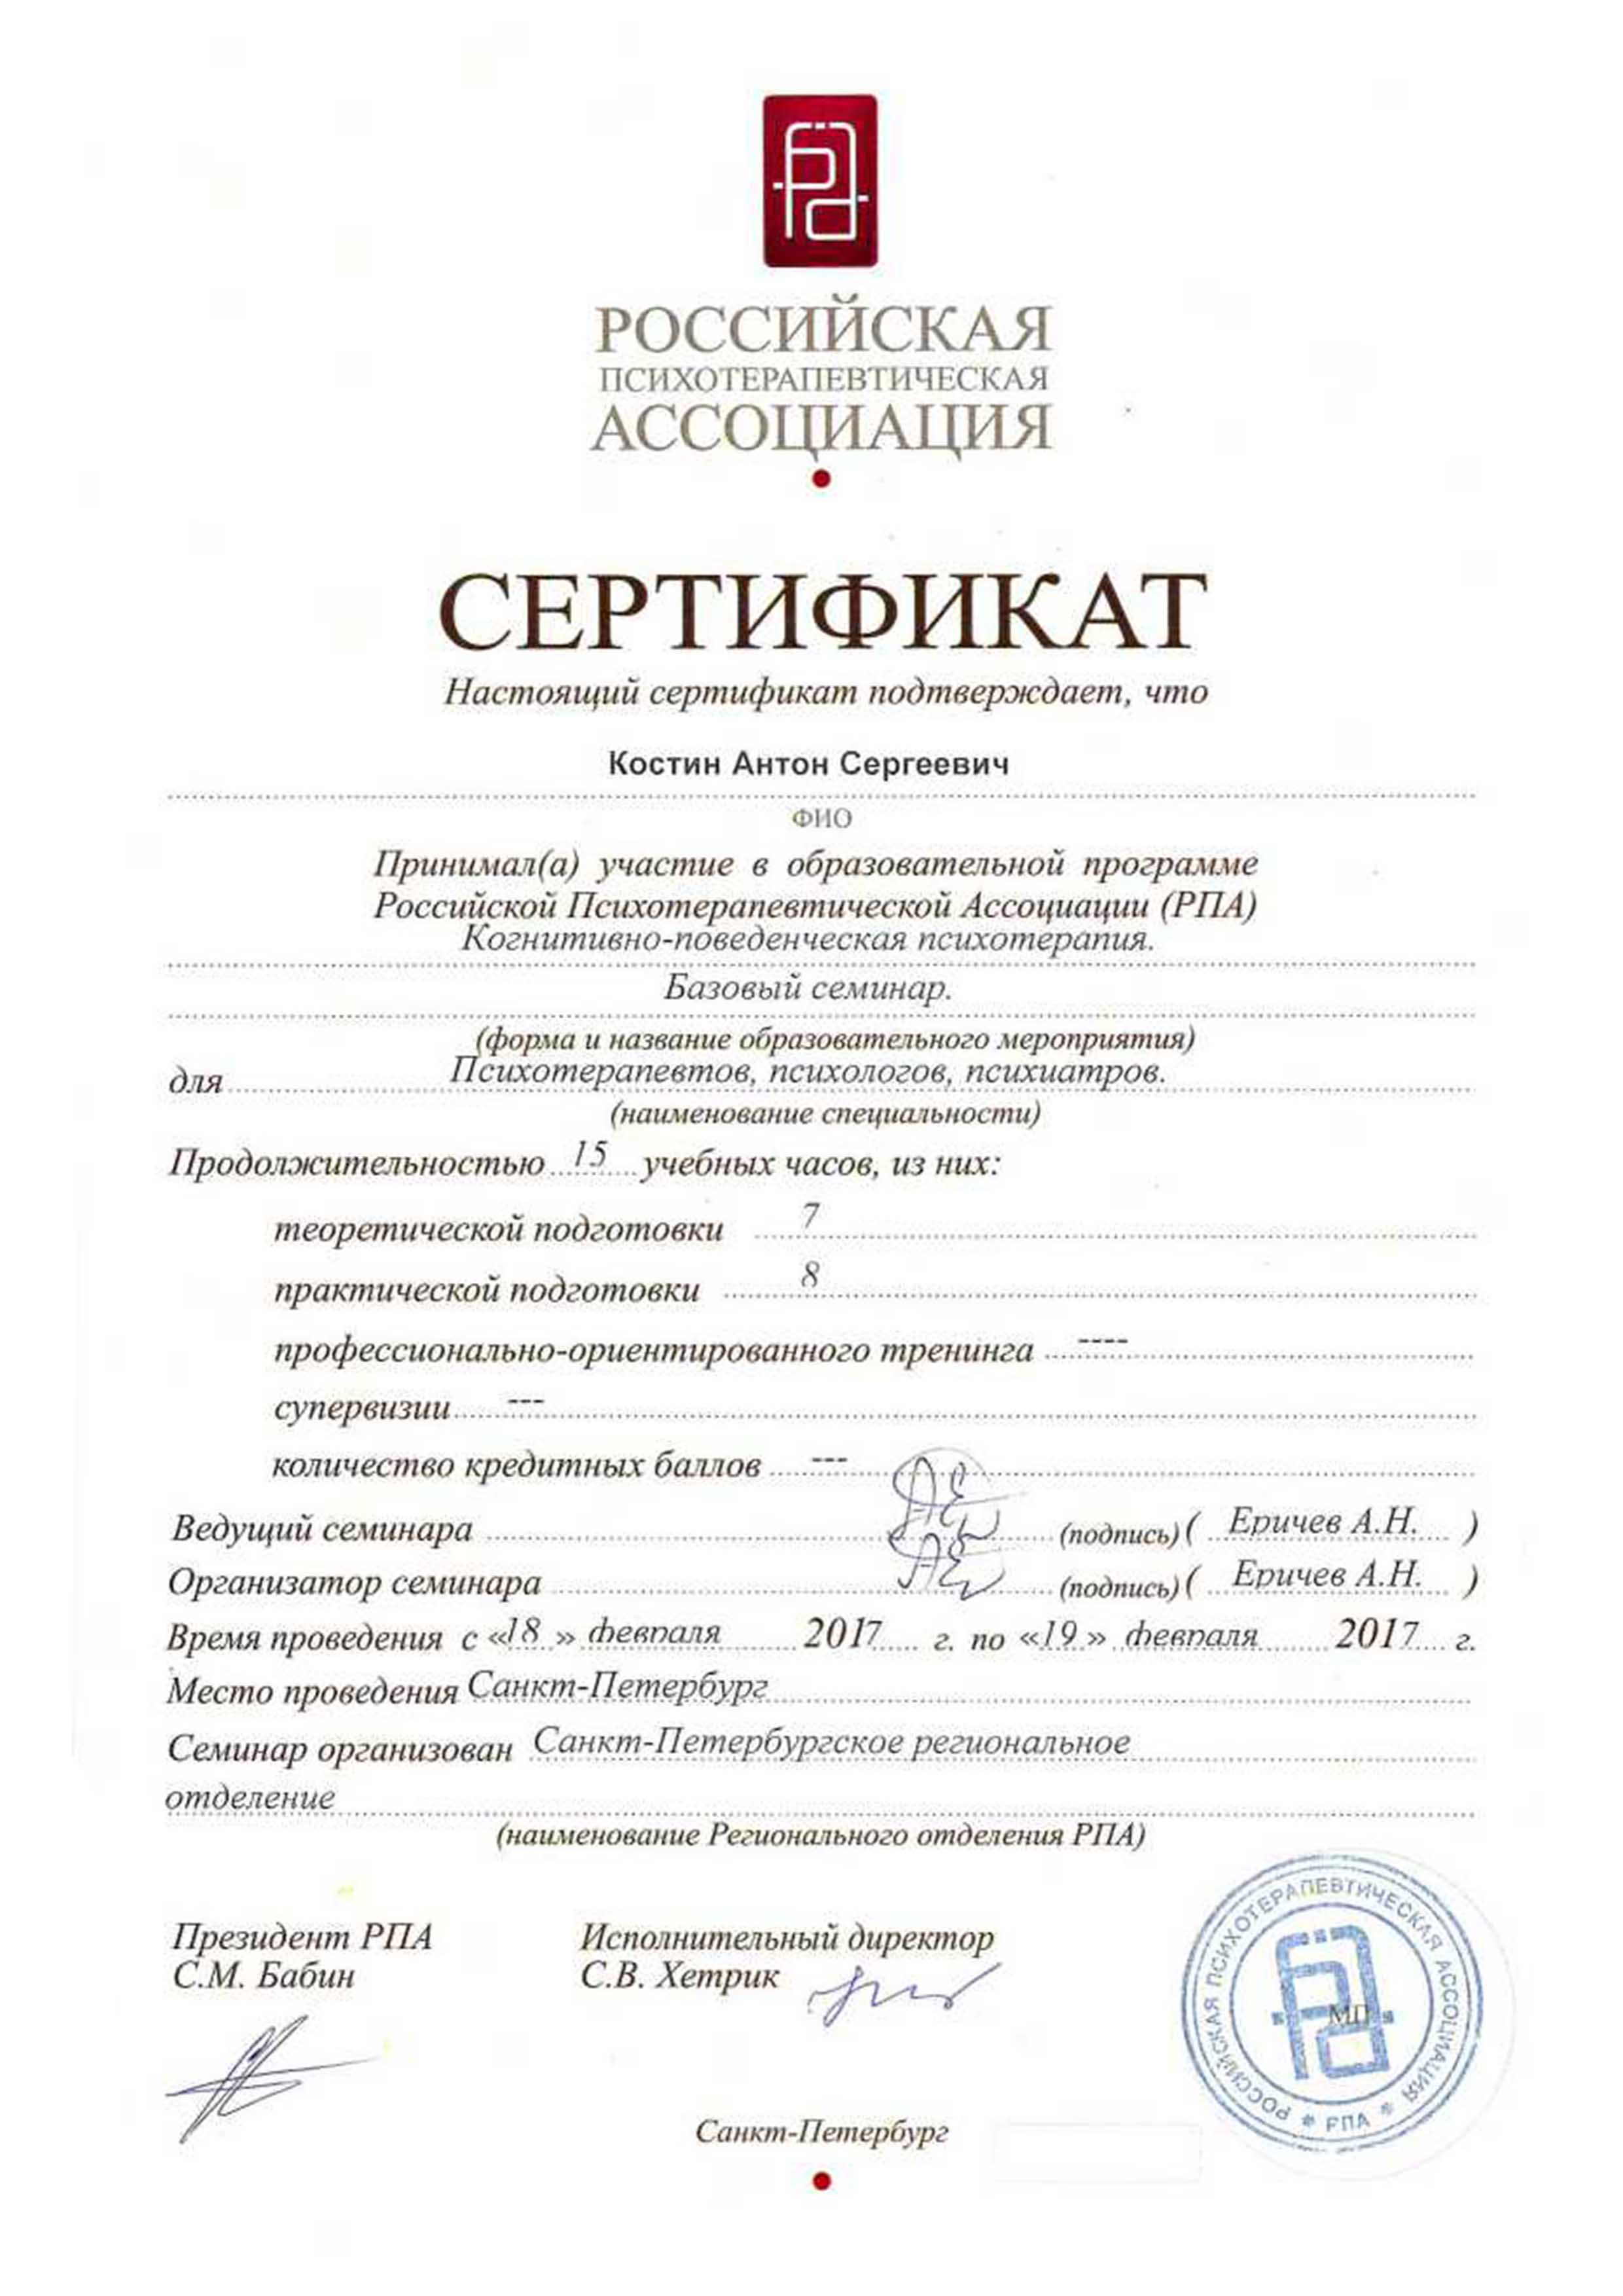 РОССИЙСКАЯ
ПСИХОТЕРАПЕВТИЧЕСКАЯ
АССОЦИАЦИЯ
СЕРТИФИКАТ
Настоящий сертификат подтверждает, что
Костин Антон Сергеевич
ФИО
Принимал(а) участие в образовательной программе
Российской Психотерапевтической Ассоциации (РПА)
Когнитивно-поведенческая психотерапия.
Базовый семинар.
(форма и название образовательного мероприятия)
для Психотерапевтов, психологов, психиатров.
(наименование специальности)
Продолжительностью 15 учебных часов, из них:
теоретической подготовки 7
практической подготовки 8
профессионально-ориентированного тренинга ----
супервизии ---
количество кредитных баллов ---
Ведущий семинара (подпись) ( Еричев А.Н. )
Организатор семинара (подпись) ( Еричев А.Н. )
Время проведения с «18» февраля 2017 г. по «19» февраля 2017 г.
Место проведения Санкт-Петербург
Семинар организован Санкт-Петербургское региональное
отделение
(наименование Регионального отделения РПА)
Президент РПА
С.М. Бабин
Исполнительный директор
С.В. Хетрик
РОССИЙСКАЯ ПСИХОТЕРАПЕВТИЧЕСКАЯ АССОЦИАЦИЯ * РПА *
МП
Санкт-Петербург